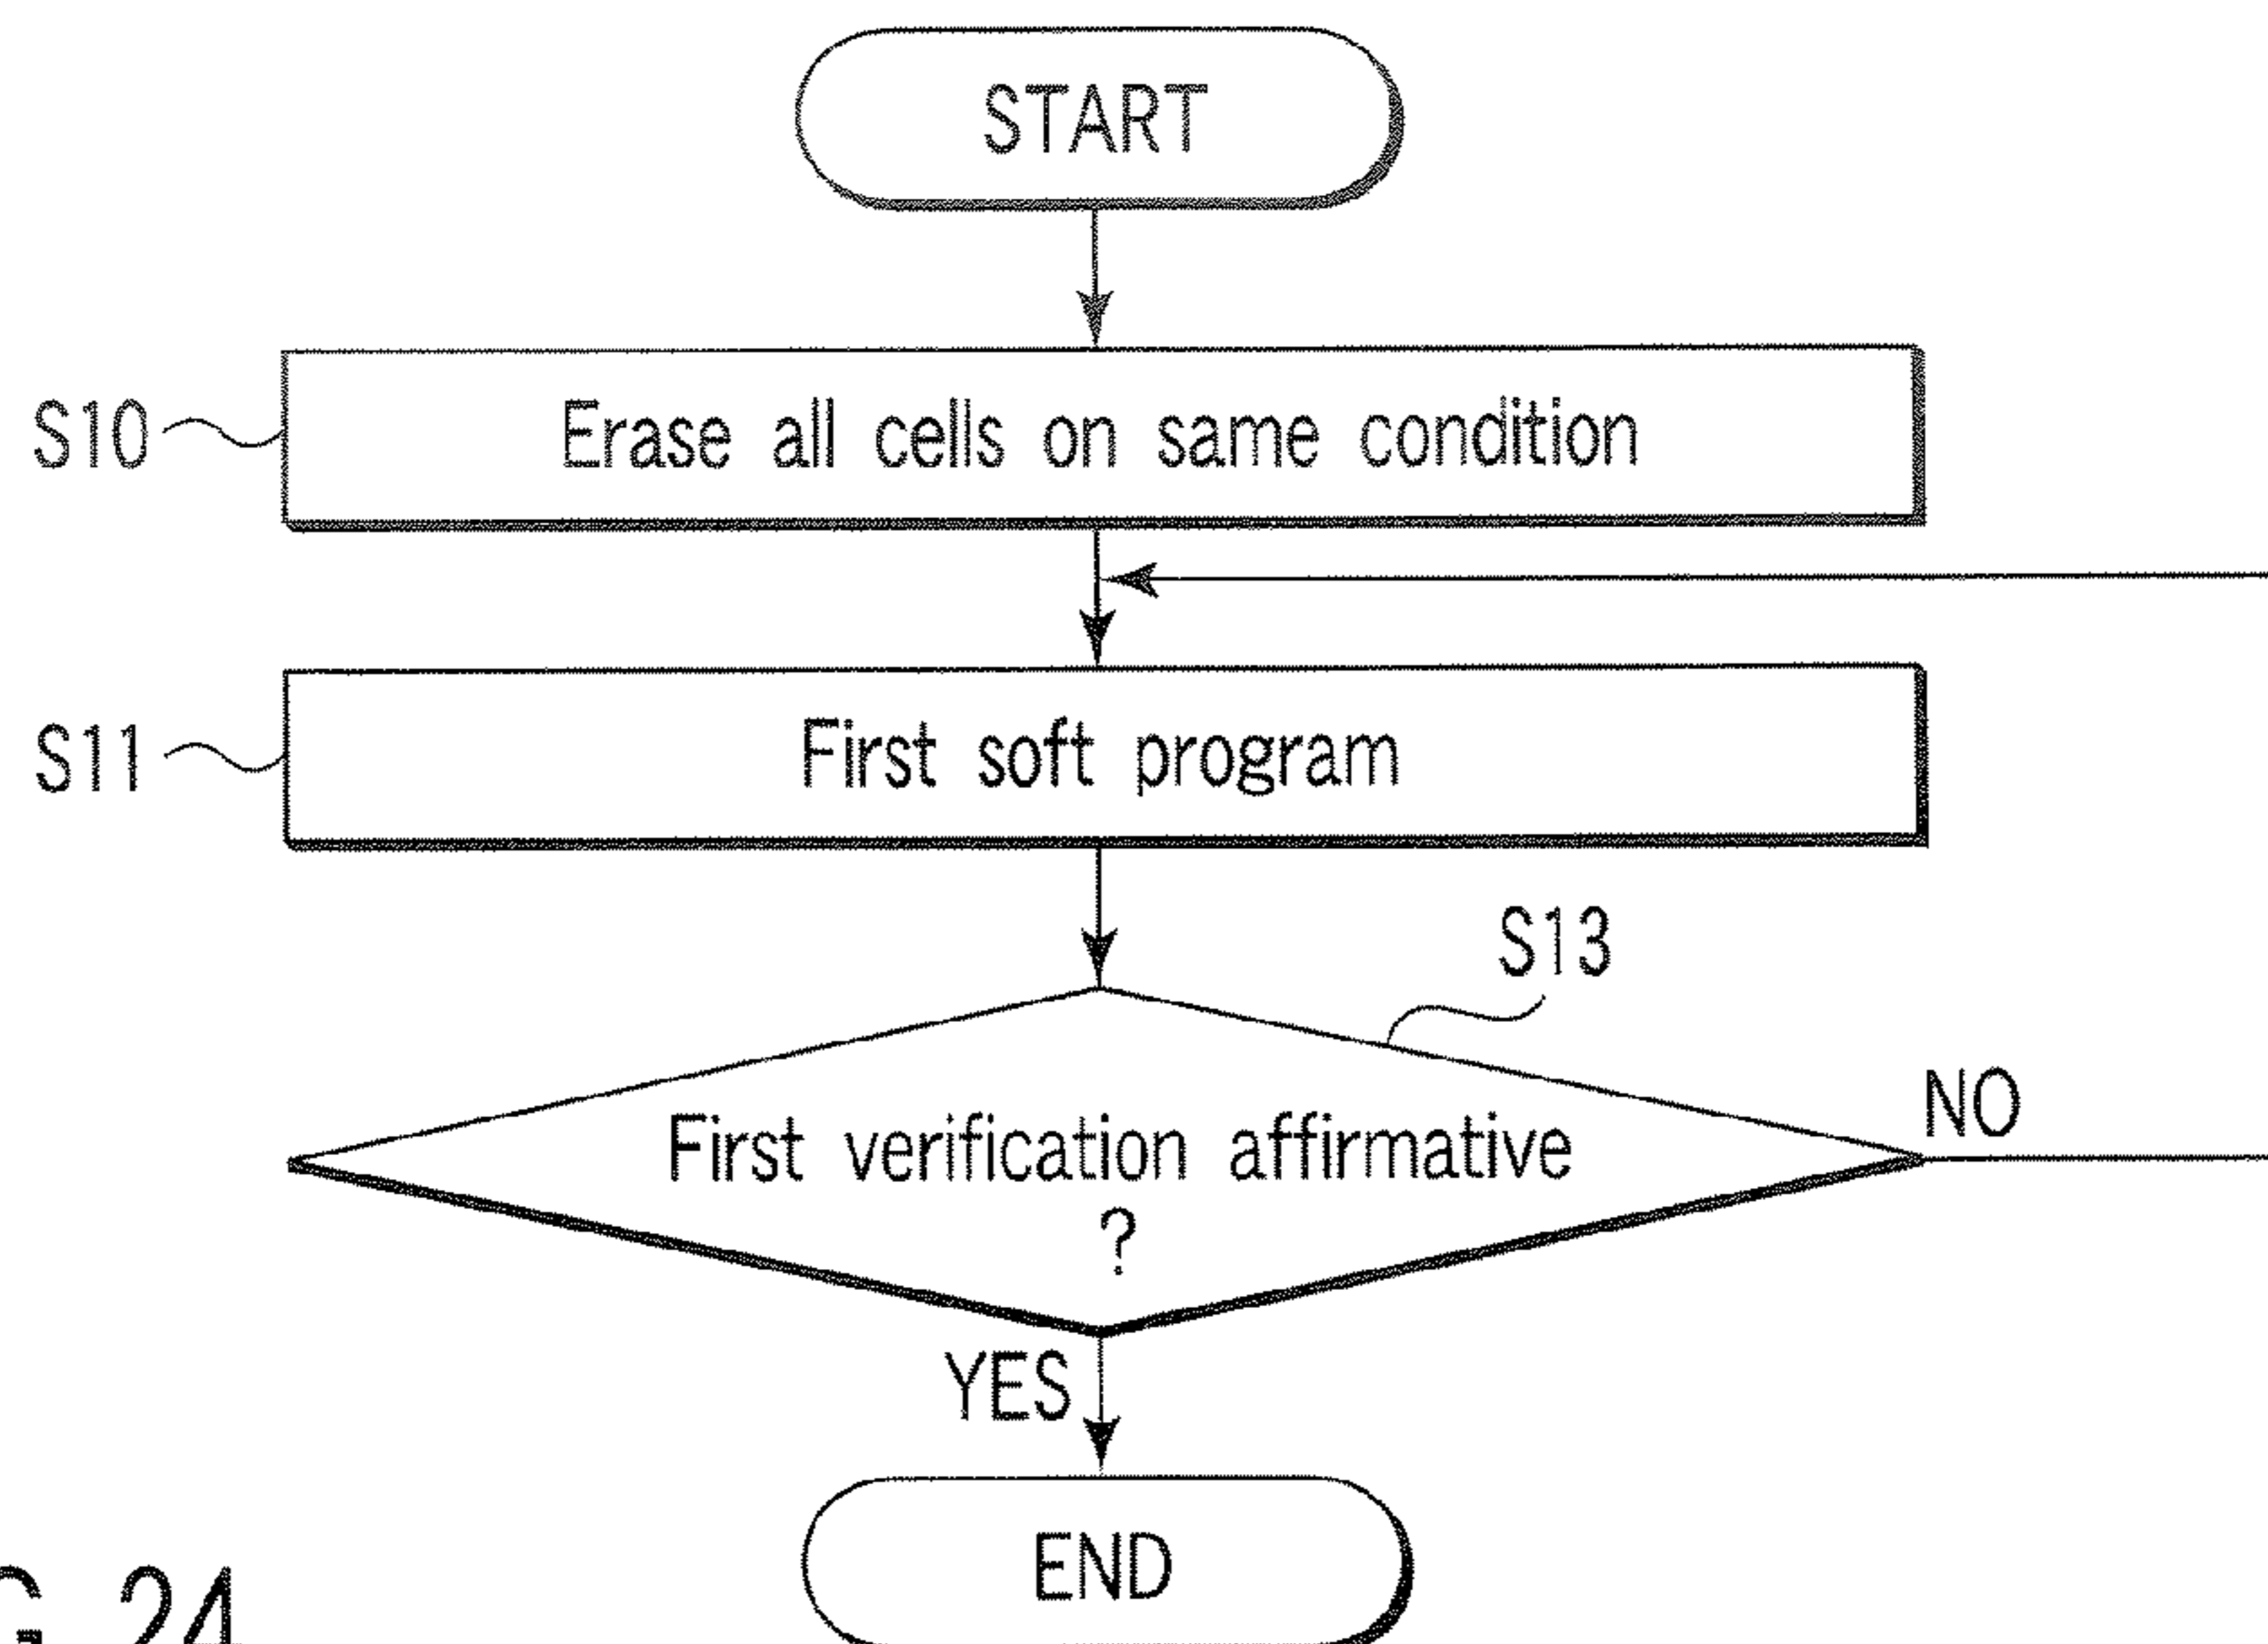 START
S10
Erase all cells on same condition
S11
First soft program
S13
First verification affirmative
?
NO
YES
END
24